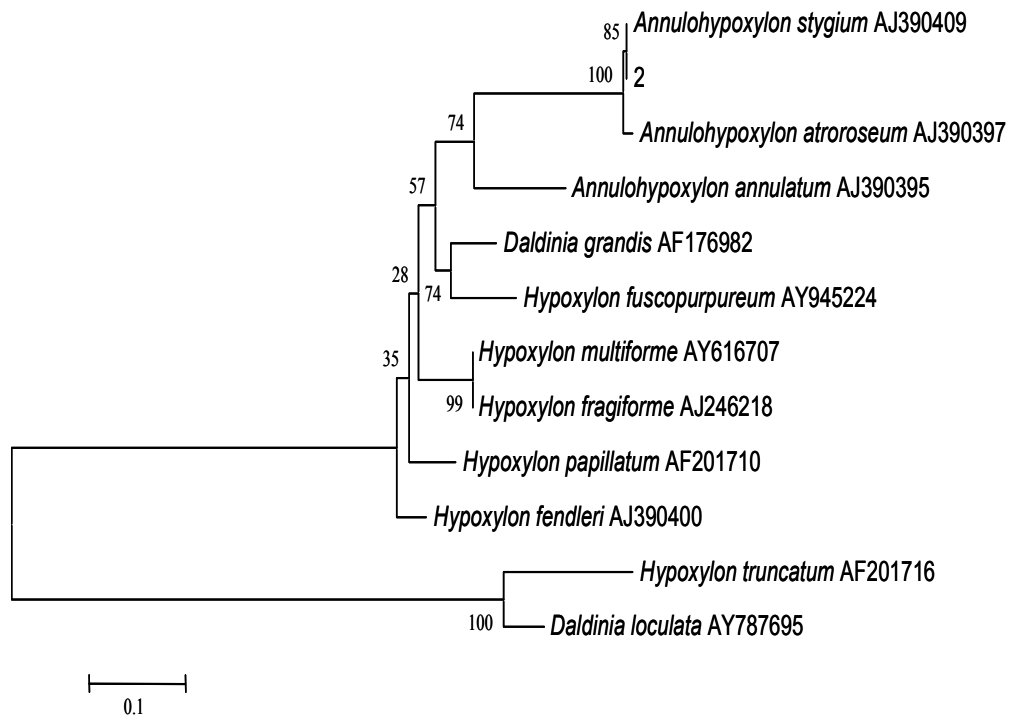 Annulohypoxylon stygium AJ390409
85
2
100
Annulohypoxylon atroroseum AJ390397
74
Annulohypoxylon annulatum AJ390395
57
Daldinia grandis AF176982
28
74
Hypoxylon fuscopurpureum AY945224
Hypoxylon multiforme AY616707
35
99
Hypoxylon fragiforme AJ246218
Hypoxylon papillatum AF201710
Hypoxylon fendleri AJ390400
Hypoxylon truncatum AF201716
100
Daldinia loculata AY787695
0.1